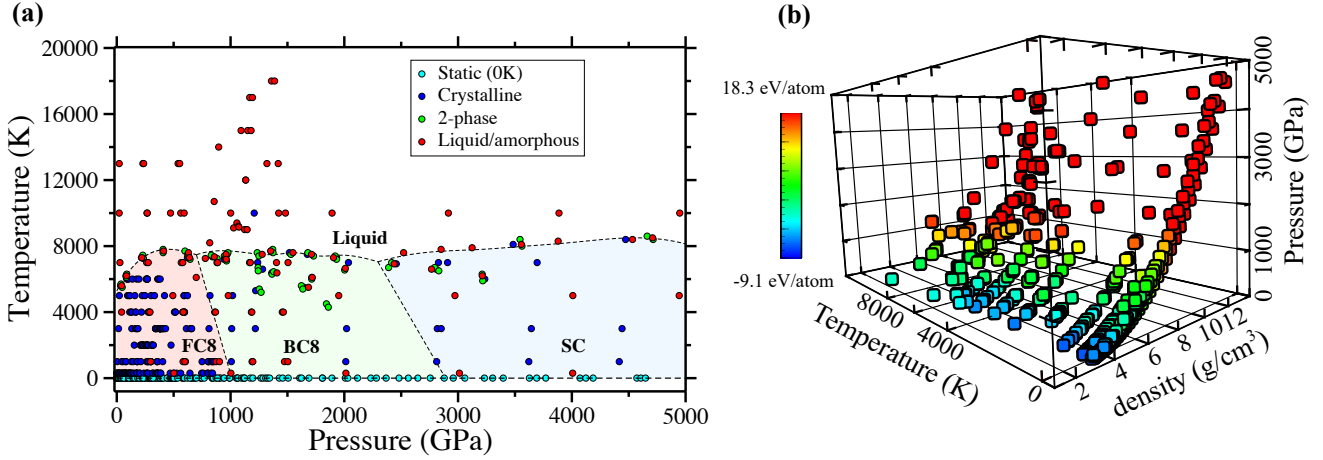 (a)
20000
16000
12000
8000
4000
0
Temperature (K)
Static (0K)
Crystalline
2-phase
Liquid/amorphous
Liquid
FC8
BC8
SC
0
1000
2000
3000
4000
5000
Pressure (GPa)
(b)
18.3 eV/atom
-9.1 eV/atom
5000
3000
1000
0
Pressure (GPa)
8000
4000
0
Temperature (K)
2
4
6
8
10
12
density (g/cm³)